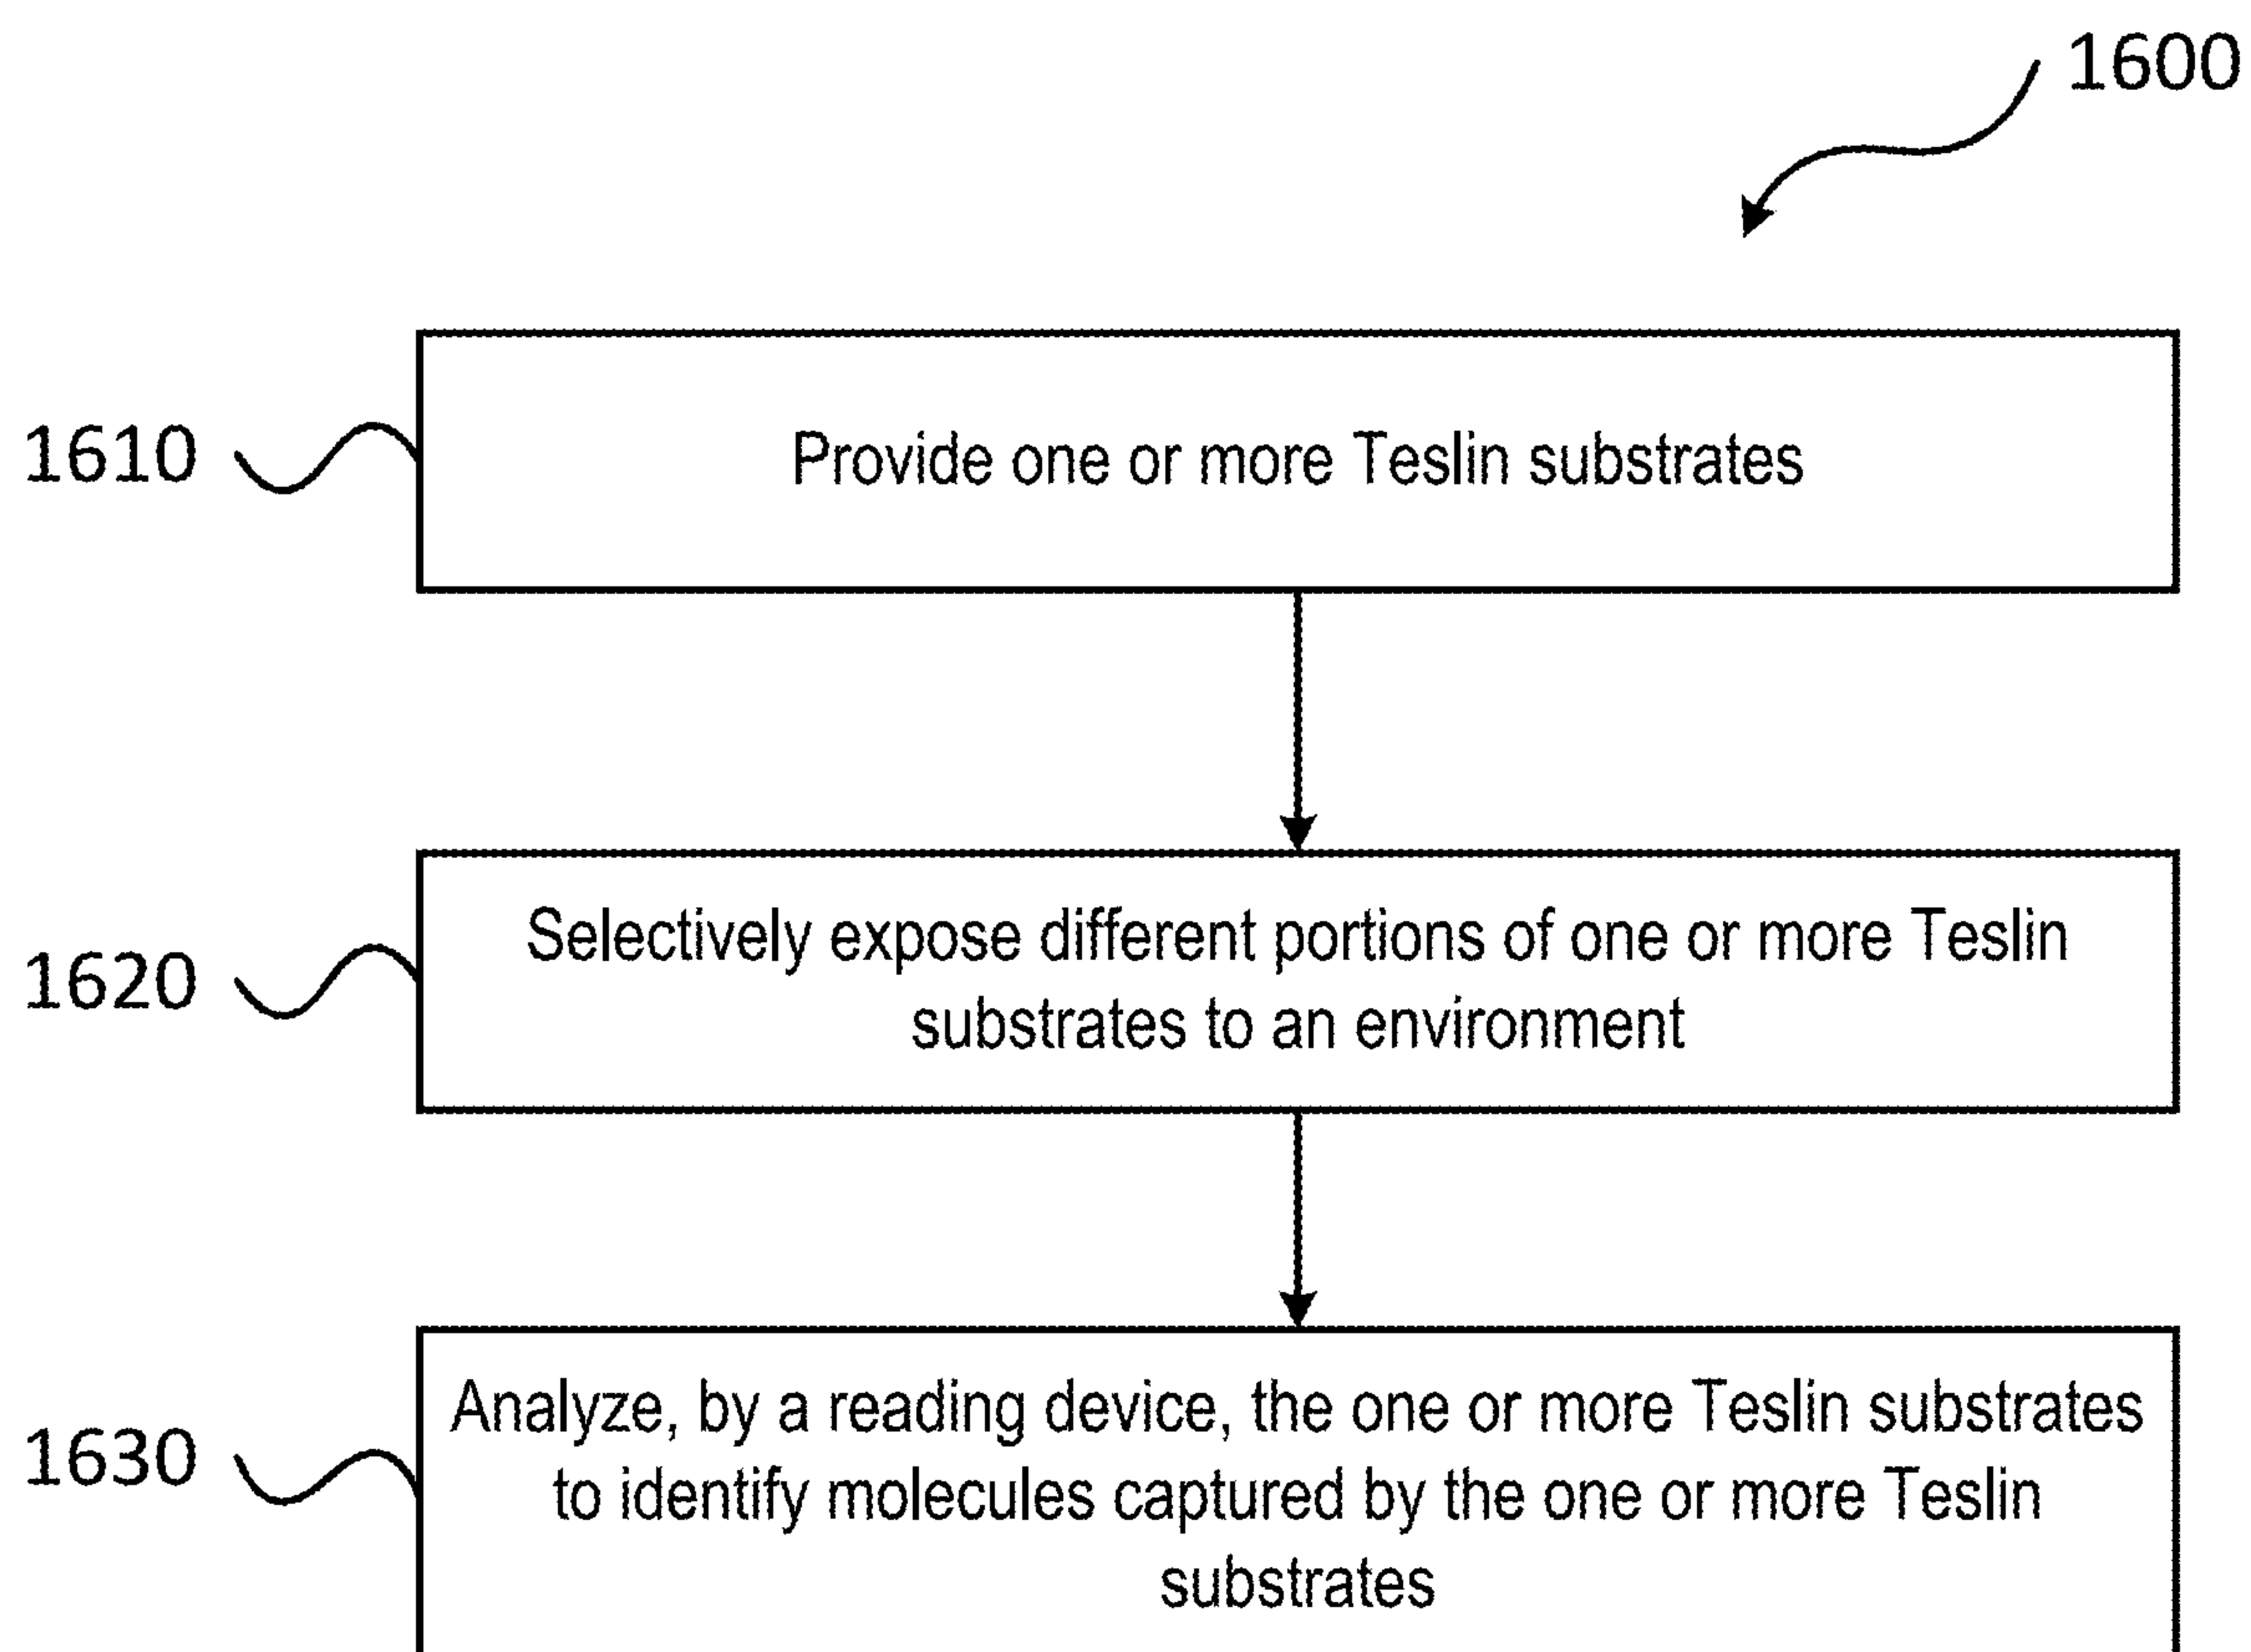 1600
1610
Provide one or more Teslin substrates
1620
Selectively expose different portions of one or more Teslin
substrates to an environment
1630
Analyze, by a reading device, the one or more Teslin substrates
to identify molecules captured by the one or more Teslin
substrates